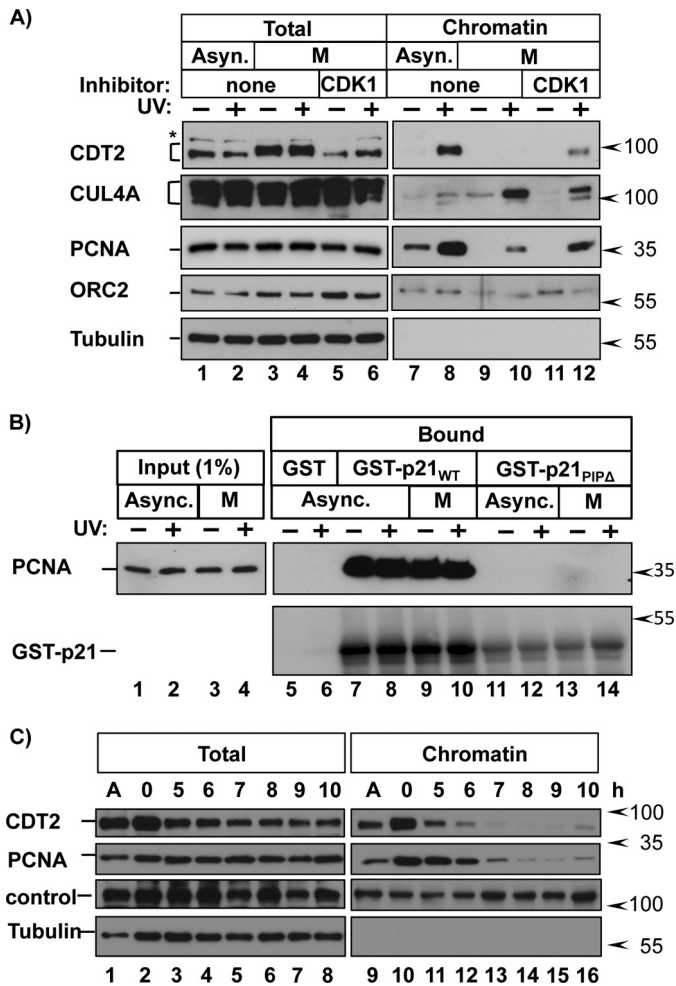 A)
Total Chromatin
Asyn. M Asyn. M
Inhibitor: none CDK1 none CDK1
UV: − + − + − + − + − + − +
*
CDT2 100
CUL4A 100
PCNA 35
ORC2 55
Tubulin 55
1 2 3 4 5 6 7 8 9 10 11 12
B)
Bound
Input (1%) GST GST-p21WT GST-p21PIPΔ
Async. M Async. M Async. M
UV: − + − + − + − + − + − + − +
PCNA 35
55
GST-p21
1 2 3 4 5 6 7 8 9 10 11 12 13 14
C)
Total Chromatin
A 0 5 6 7 8 9 10 A 0 5 6 7 8 9 10 h
CDT2 100
35
PCNA
control 100
Tubulin 55
1 2 3 4 5 6 7 8 9 10 11 12 13 14 15 16